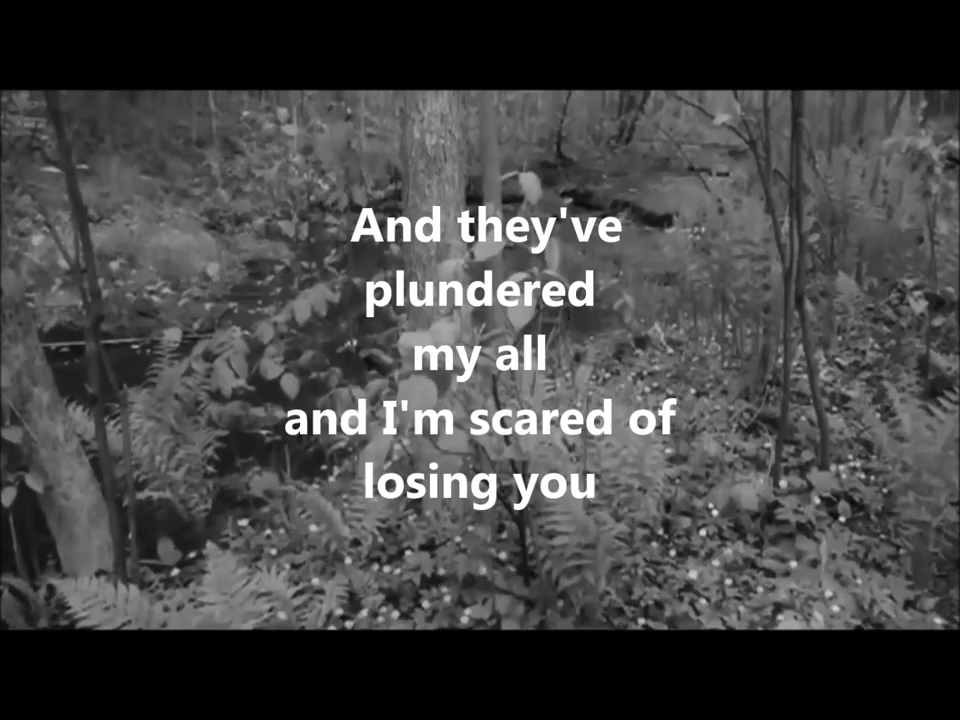 And they've
plundered
my all
and I'm scared of
losing you